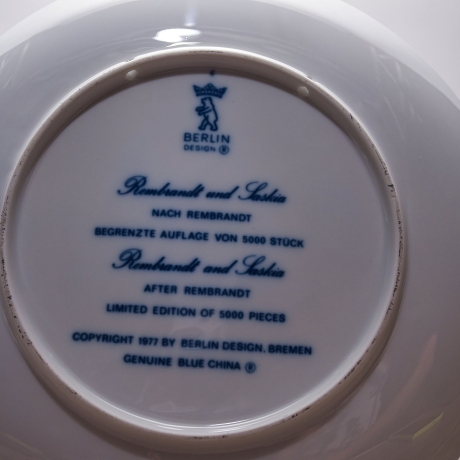 BERLIN
DESIGN ®
Rembrandt und Saskia
NACH REMBRANDT
BEGRENZTE AUFLAGE VON 5000 STÜCK
Rembrandt and Saskia
AFTER REMBRANDT
LIMITED EDITION OF 5000 PIECES
COPYRIGHT 1977 BY BERLIN DESIGN, BREMEN
GENUINE BLUE CHINA ®